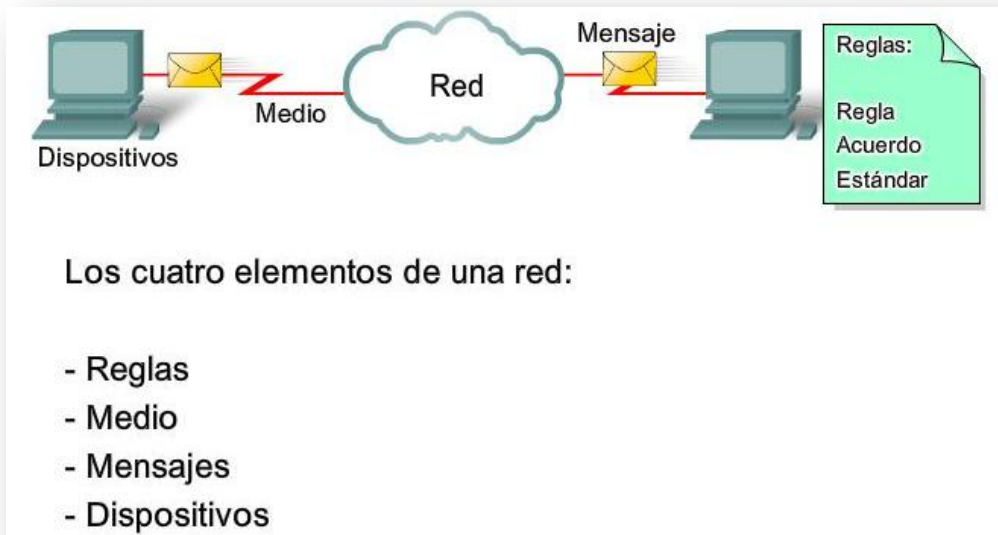 Mensaje
Red
Medio
Dispositivos
Reglas:
Regla
Acuerdo
Estándar
Los cuatro elementos de una red:
- Reglas
- Medio
- Mensajes
- Dispositivos